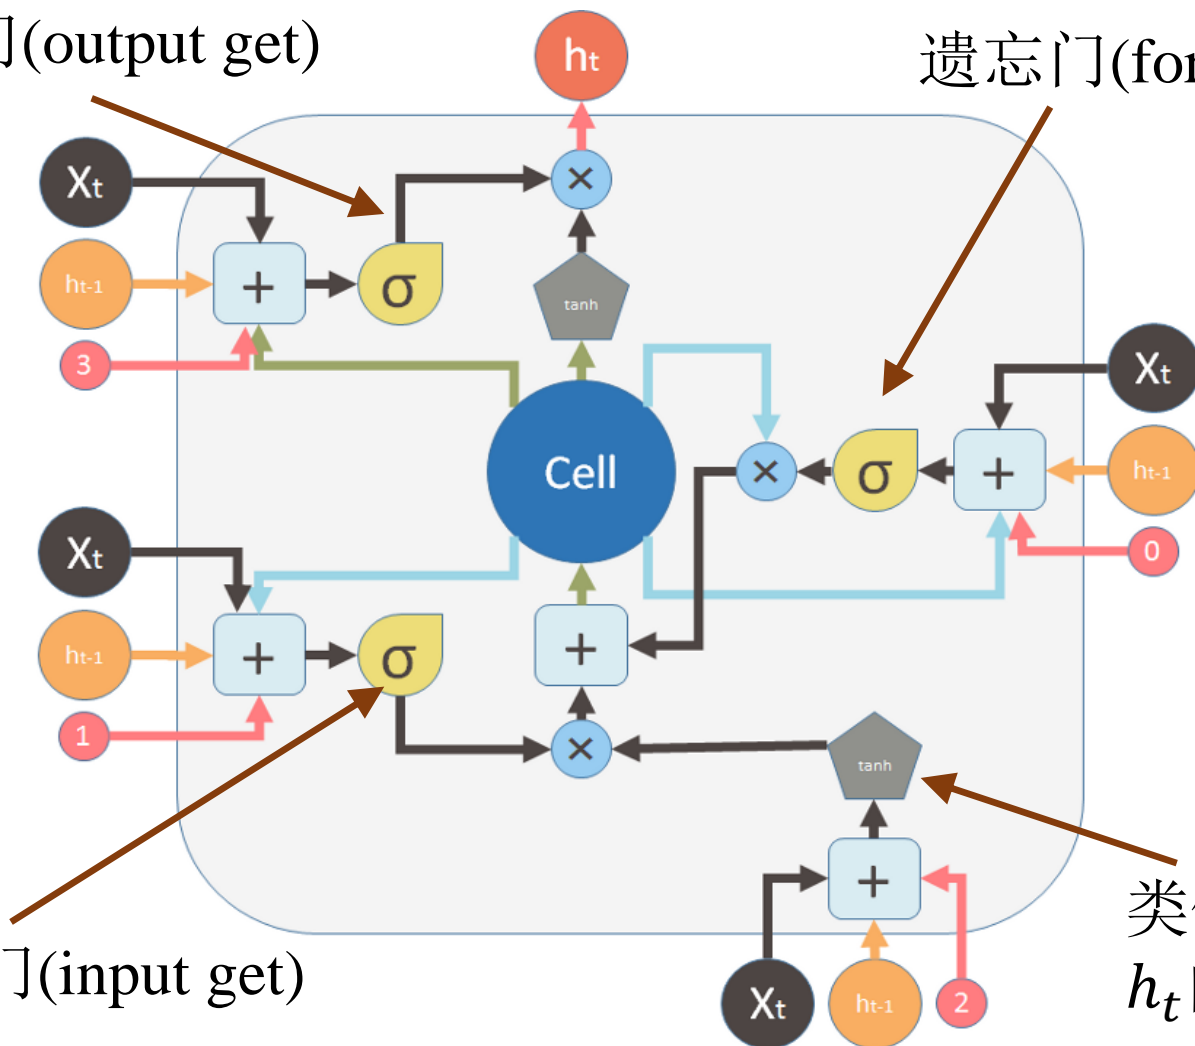 门(output get)
遗忘门(for
ht
Xt
×
ht-1
+
σ
tanh
3
Xt
Cell
×
σ
+
ht-1
Xt
0
ht-1
+
σ
+
1
×
tanh
+
类
Xt
ht-1
2
ht
门(input get)